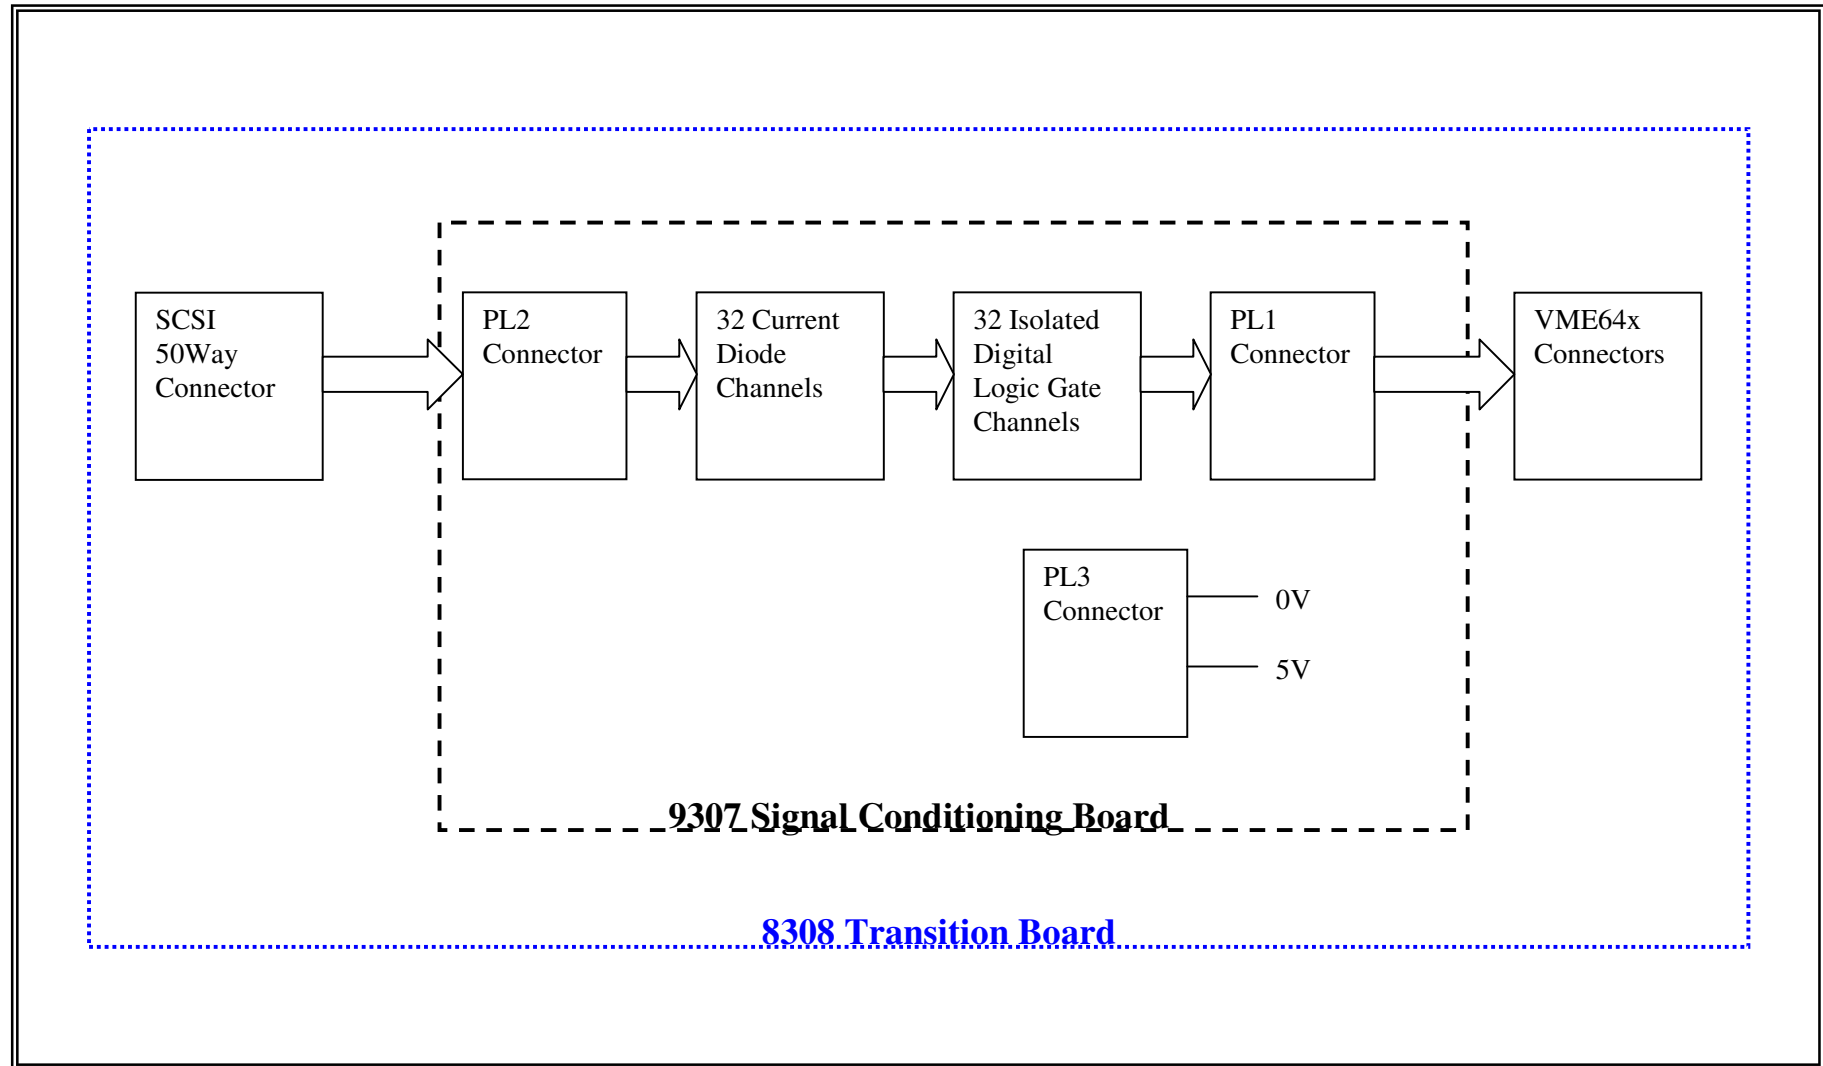 SCSI
50Way
Connector
PL2
Connector
32 Current
Diode
Channels
32 Isolated
Digital
Logic Gate
Channels
PL1
Connector
VME64x
Connectors
PL3
Connector
0V
5V
9307 Signal Conditioning Board
8308 Transition Board